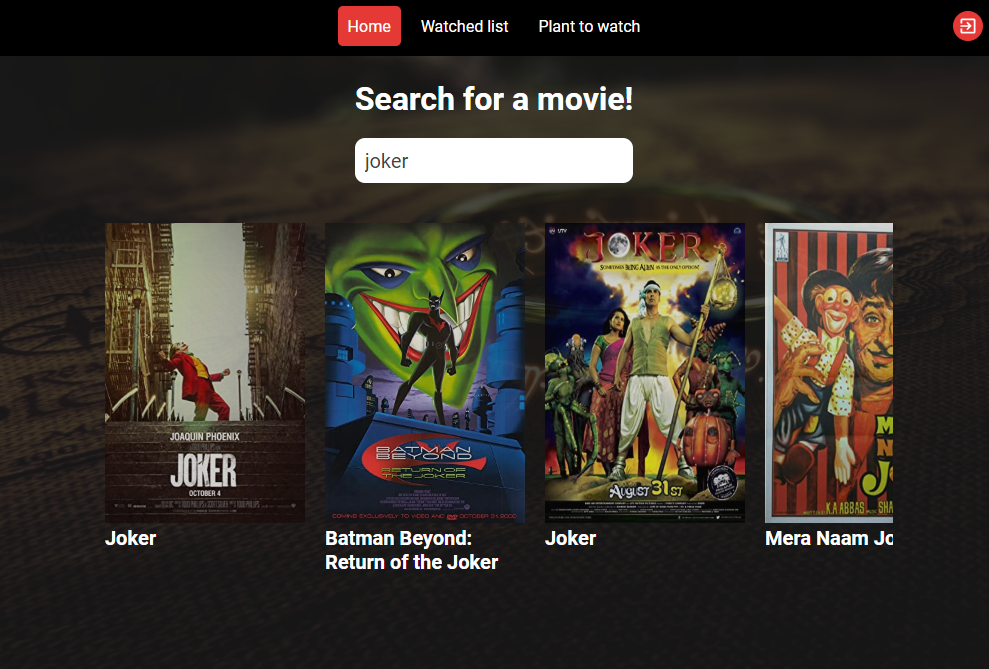 Home Watched list Plant to watch
Search for a movie!
joker
JOAQUIN PHOENIX
JOKER
OCTOBER 4
BATMAN
BEYOND
RETURN OF
THE JOKER
COMING EXCLUSIVELY TO VIDEO AND DVD OCTOBER 31, 2000
UTV
JOKER
SOMETIMES BEING ALIEN IS THE ONLY OPTION!
AUGUST 31ST
K.A ABBAS
Joker
Batman Beyond:
Return of the Joker
Joker
Mera Naam Jo